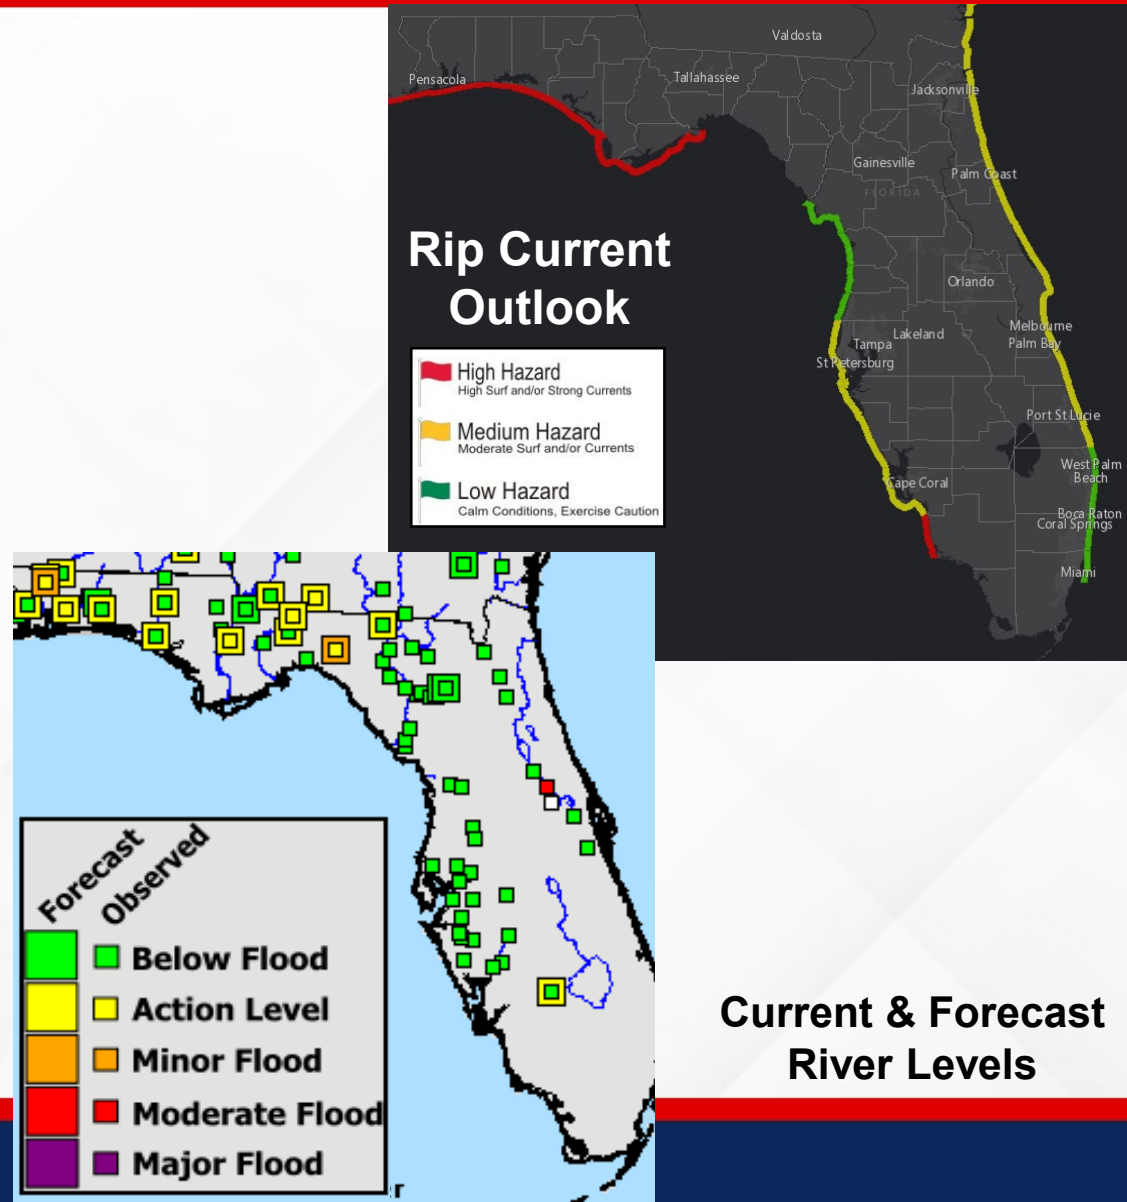 Valdosta
Pensacola
Tallahassee
Jacksonville
Gainesville
Palm Coast
FLORIDA
Rip Current
Outlook
Orlando
Melbourne
Palm Bay
Lakeland
Tampa
St Petersburg
High Hazard
High Surf and/or Strong Currents
Medium Hazard
Moderate Surf and/or Currents
Low Hazard
Calm Conditions, Exercise Caution
Port St Lucie
West Palm
Beach
Cape Coral
Boca Raton
Coral Springs
Miami
Forecast
Observed
Below Flood
Action Level
Minor Flood
Moderate Flood
Major Flood
r
Current & Forecast
River Levels